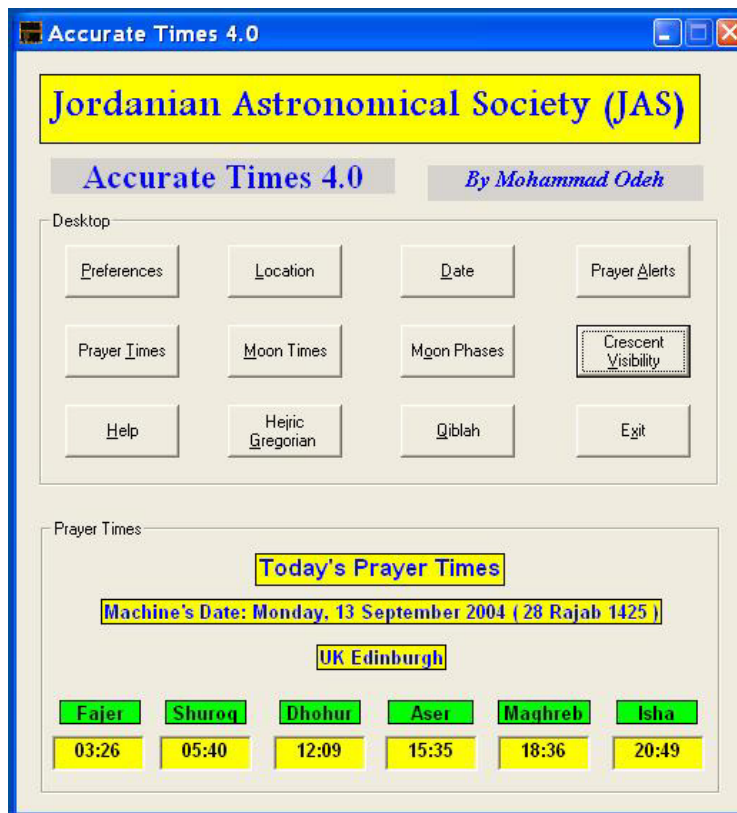 Accurate Times 4.0
Jordanian Astronomical Society (JAS)
Accurate Times 4.0 By Mohammad Odeh
Desktop
Preferences Location Date Prayer Alerts
Prayer Times Moon Times Moon Phases Crescent Visibility
Help Hejric Gregorian Qiblah Exit
Prayer Times
Today's Prayer Times
Machine's Date: Monday, 13 September 2004 ( 28 Rajab 1425 )
UK Edinburgh
Fajer Shuroq Dhohur Aser Maghreb Isha
03:26 05:40 12:09 15:35 18:36 20:49